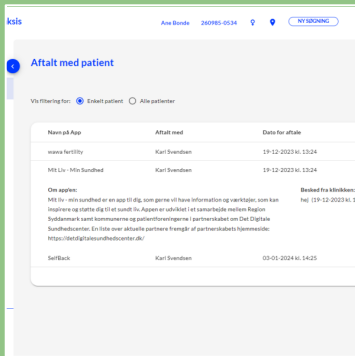 ksis
Ane Bonde 260985-0534 NY SØGNING
Aftalt med patient
Vis filtrering for: Enkelt patient Alle patienter
Navn på App Aftalt med Dato for aftale
wawa fertility Karl Svendsen 19-12-2023 kl. 13:24
Mit Liv - Min Sundhed Karl Svendsen 19-12-2023 kl. 13:24
Om app'en: Besked fra klinikken:
Mit liv - min sundhed er en app til dig, som gerne vil have information og værktøjer, som kan hej (19-12-2023 kl. 1
inspirere og støtte dig til et sundt liv. Appen er udviklet i et samarbejde mellem Region
Syddanmark samt kommunerne og patientforeningerne i partnerskabet om Det Digitale
Sundhedscenter. En liste over aktuelle partnere fremgår af partnerskabets hjemmeside:
https://detdigitalesundhedscenter.dk/
SelfBack Karl Svendsen 03-01-2024 kl. 14:25